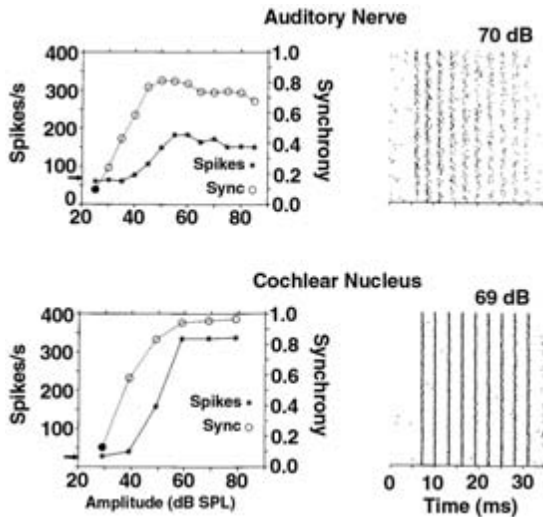 Auditory Nerve
70 dB
400
300
200
100
0
Spikes/s
1.0
0.8
0.6
0.4
0.2
0.0
Synchrony
Spikes
Sync
20 40 60 80
Cochlear Nucleus
69 dB
400
300
200
100
Spikes/s
1.0
0.8
0.6
0.4
0.2
0.0
Synchrony
Spikes
Sync
20 40 60 80
Amplitude (dB SPL)
0 10 20 30
Time (ms)